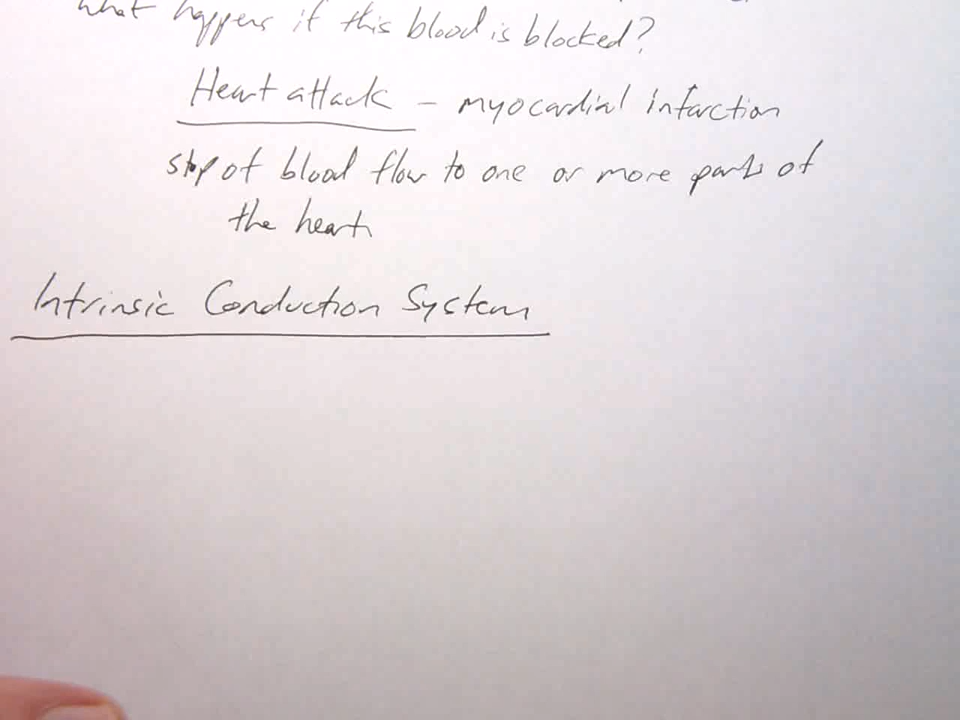 what happens if this blood is blocked?
Heart attack - myocardial infarction
stop of blood flow to one or more parts of
the heart
Intrinsic Conduction System